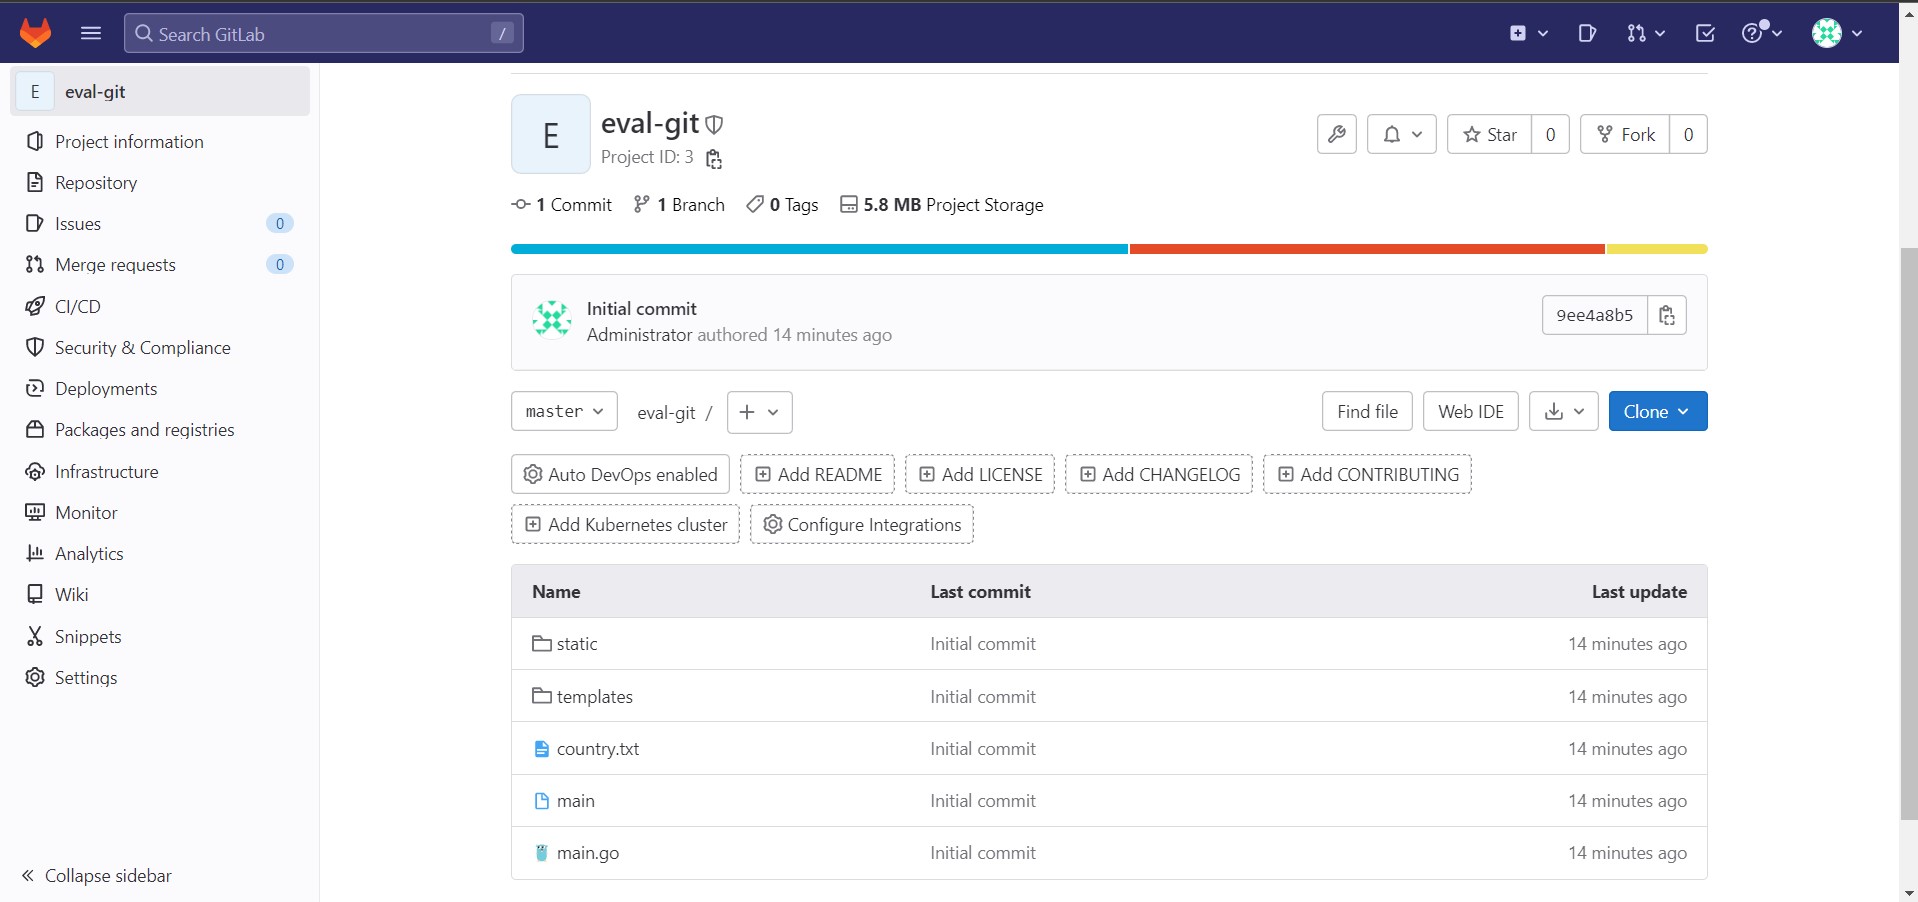 Search GitLab /
E eval-git
Project information
Repository
Issues 0
Merge requests 0
CI/CD
Security & Compliance
Deployments
Packages and registries
Infrastructure
Monitor
Analytics
Wiki
Snippets
Settings
Collapse sidebar
E
eval-git
Project ID: 3
Star 0 Fork 0
1 Commit 1 Branch 0 Tags 5.8 MB Project Storage
Initial commit
Administrator authored 14 minutes ago
9ee4a8b5
master eval-git / + Find file Web IDE Clone
Auto DevOps enabled Add README Add LICENSE Add CHANGELOG Add CONTRIBUTING
Add Kubernetes cluster Configure Integrations
Name Last commit Last update
static Initial commit 14 minutes ago
templates Initial commit 14 minutes ago
country.txt Initial commit 14 minutes ago
main Initial commit 14 minutes ago
main.go Initial commit 14 minutes ago